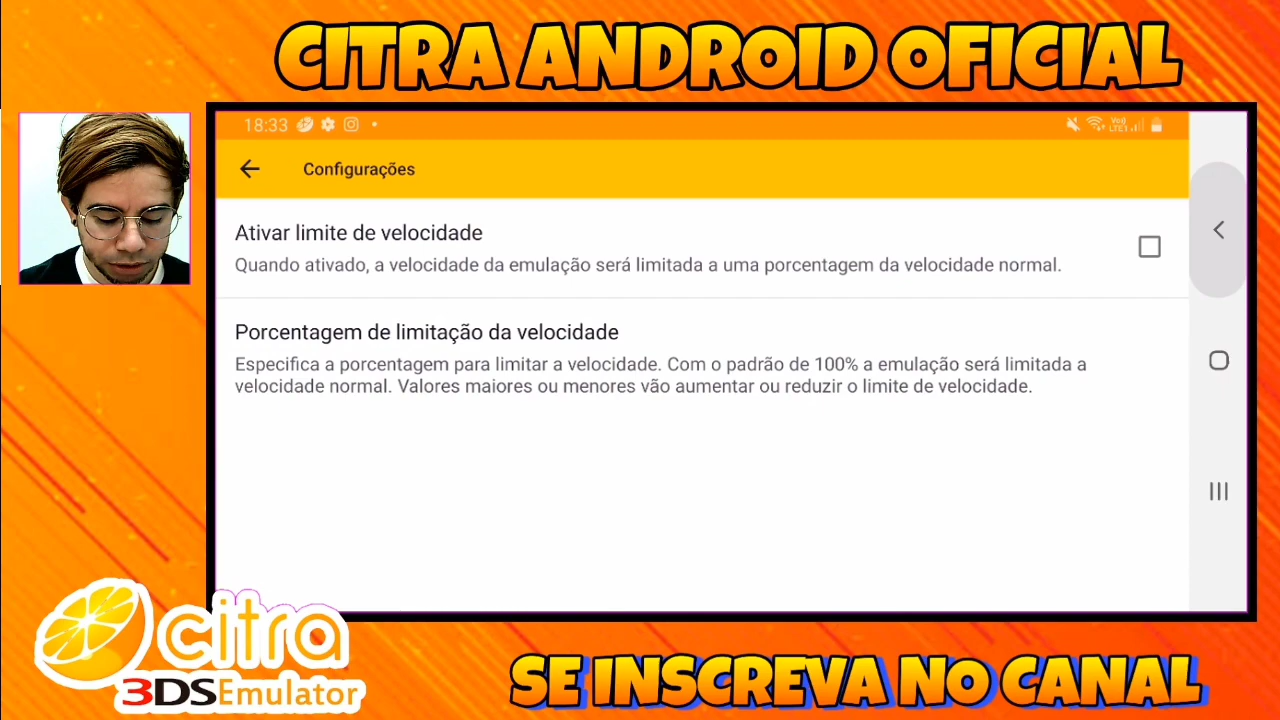 CITRA ANDROID OFICIAL
18:33
Vo)) LTE1
Configurações
Ativar limite de velocidade
Quando ativado, a velocidade da emulação será limitada a uma porcentagem da velocidade normal.
Porcentagem de limitação da velocidade
Especifica a porcentagem para limitar a velocidade. Com o padrão de 100% a emulação será limitada a
velocidade normal. Valores maiores ou menores vão aumentar ou reduzir o limite de velocidade.
citra
3DSEmulator
SE INSCREVA NO CANAL